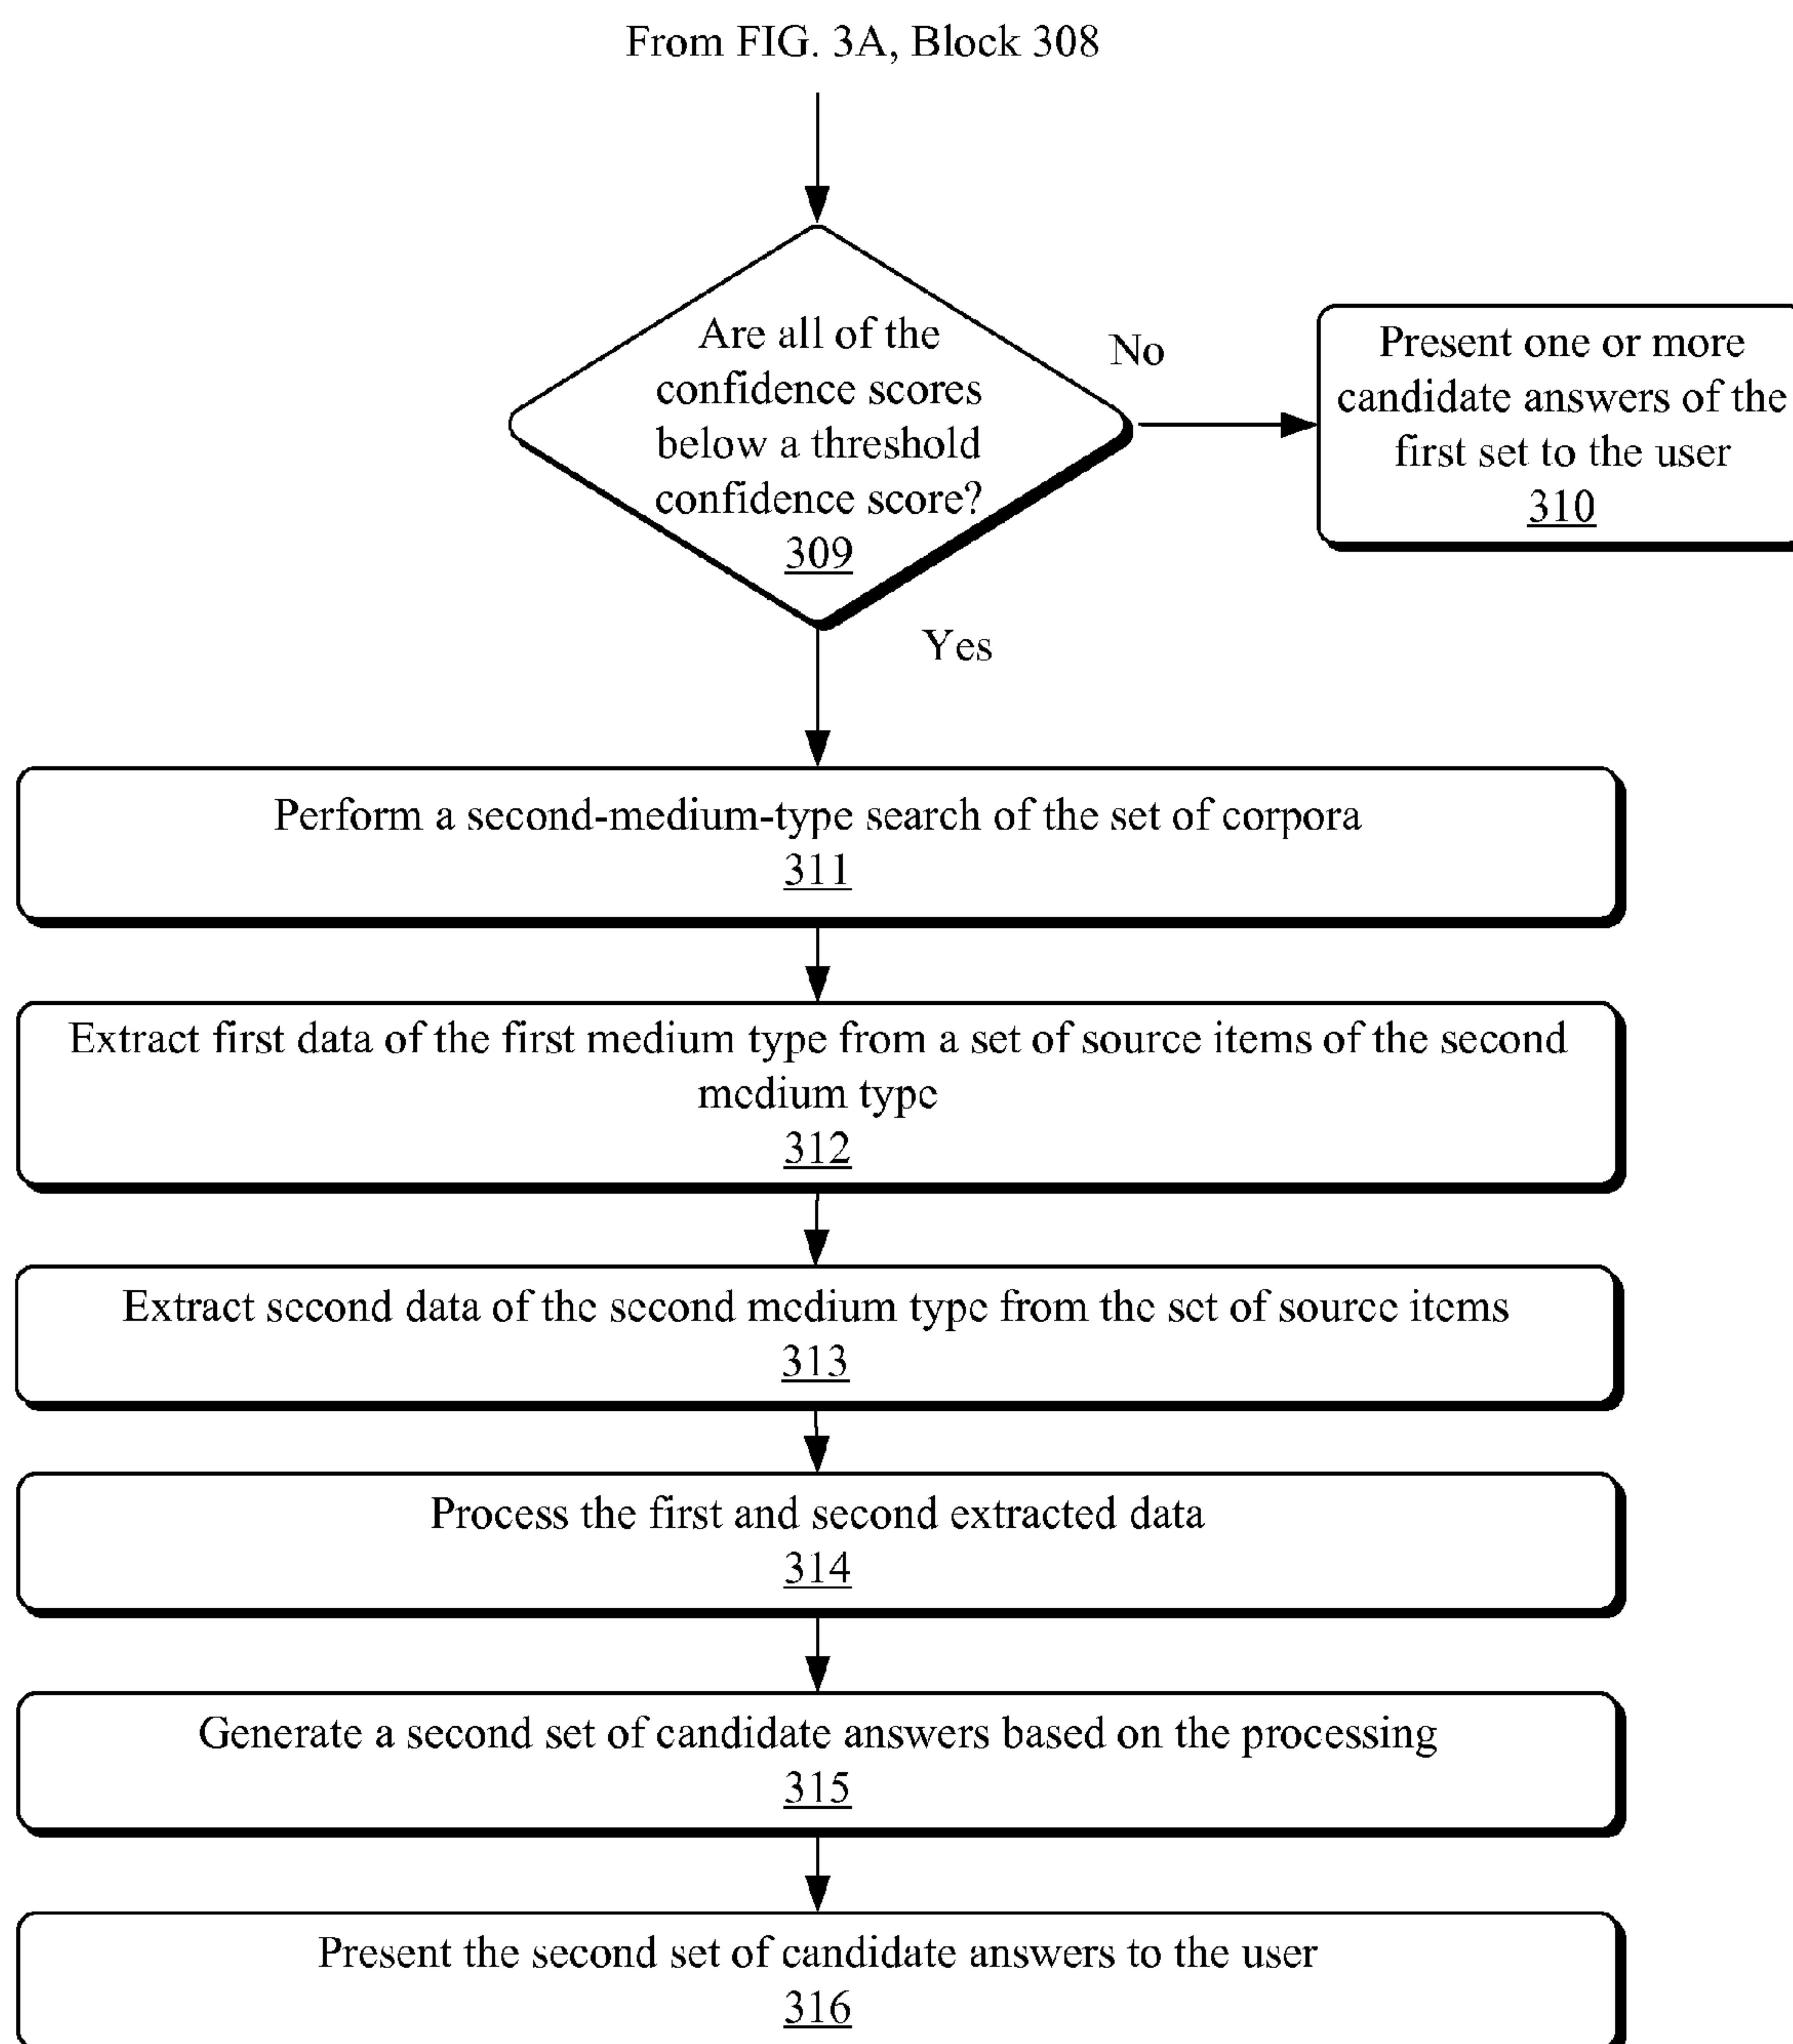 From FIG. 3A, Block 308
Are all of the
confidence scores
below a threshold
confidence score?
309
No
Present one or more
candidate answers of the
first set to the user
310
Yes
Perform a second-medium-type search of the set of corpora
311
Extract first data of the first medium type from a set of source items of the second
medium type
312
Extract second data of the second medium type from the set of source items
313
Process the first and second extracted data
314
Generate a second set of candidate answers based on the processing
315
Present the second set of candidate answers to the user
316